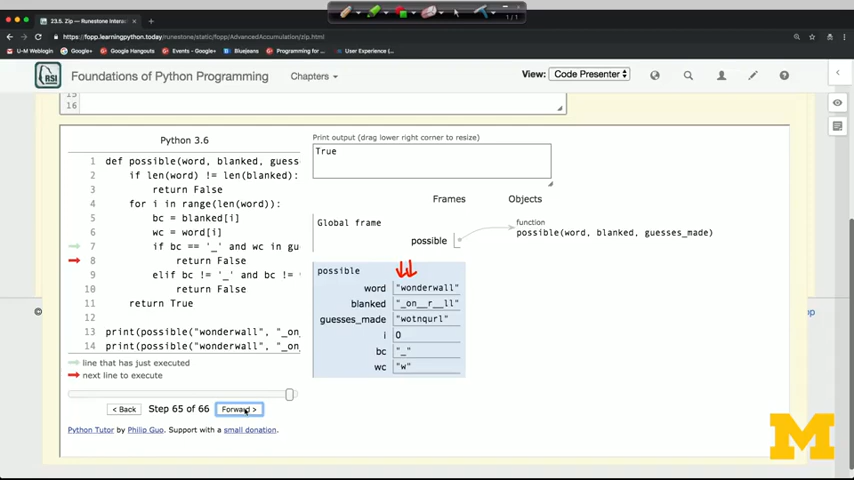 23.5. Zip — Runestone Interac
1/1
fopp.learningpython.today/runestone/static/fopp/AdvancedAccumulation/zip.html
U-M Weblogin
Google+
Google Hangouts
Events - Google+
Bluejeans
Programming for ...
User Experience (...
RSI
Foundations of Python Programming
Chapters
View: Code Presenter
15
16
Python 3.6
1 def possible(word, blanked, guess
2 if len(word) != len(blanked):
3 return False
4 for i in range(len(word)):
5 bc = blanked[i]
6 wc = word[i]
7 if bc == '_' and wc in gu
8 return False
9 elif bc != '_' and bc !=
10 return False
11 return True
12
13 print(possible("wonderwall", "_on_
14 print(possible("wonderwall", "_on_
line that has just executed
next line to execute
< Back Step 65 of 66 Forward >
Python Tutor by Philip Guo. Support with a small donation.
Print output (drag lower right corner to resize)
True
Frames Objects
Global frame
possible
function
possible(word, blanked, guesses_made)
possible
word "wonderwall"
blanked "_on__r__ll"
guesses_made "wotnqurl"
i 0
bc "_"
wc "w"
M